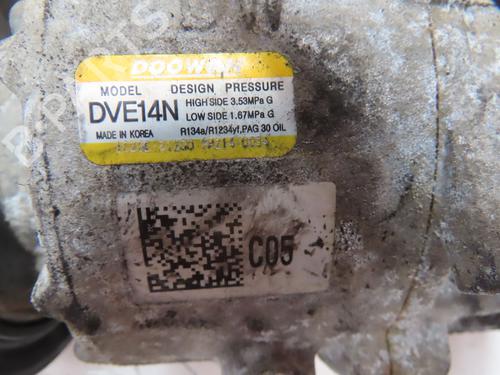 DOOWON
MODEL DESIGN PRESSURE
DVE14N HIGH SIDE 3.53MPa G
LOW SIDE 1.67MPa G
MADE IN KOREA R134a/R1234yf,PAG 30 OIL
C05